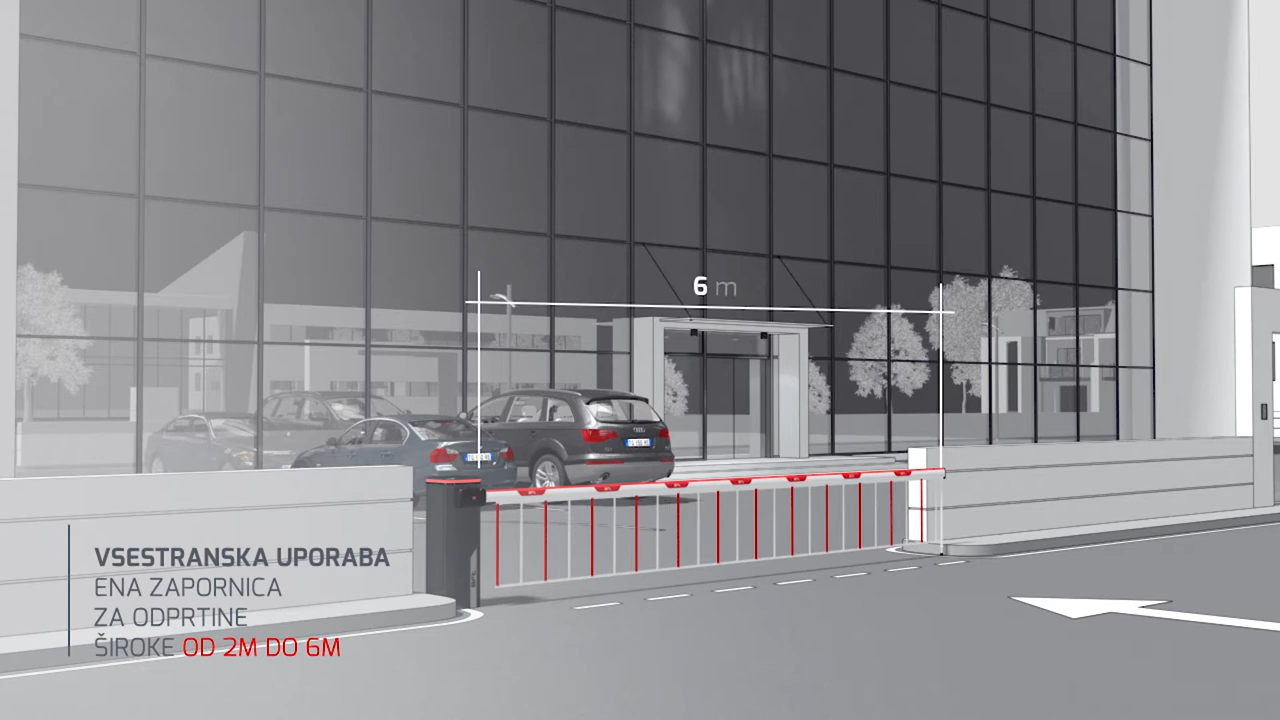 6 m
VSESTRANSKA UPORABA
ENA ZAPORNICA
ZA ODPRTINE
ŠIROKE OD 2M DO 6M